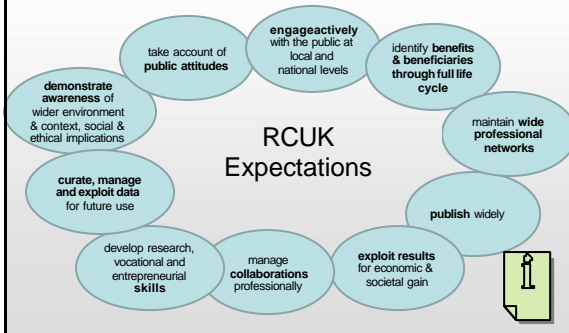 RCUK
Expectations
engageactively
with the public at
local and
national levels
identify benefits
& beneficiaries
through full life
cycle
maintain wide
professional
networks
publish widely
exploit results
for economic &
societal gain
manage
collaborations
professionally
develop research,
vocational and
entrepreneurial
skills
curate, manage
and exploit data
for future use
demonstrate
awareness of
wider environment
& context, social &
ethical implications
take account of
public attitudes
i